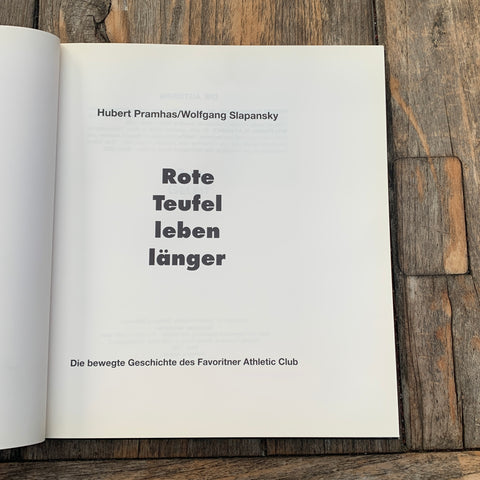 Hubert Pramhas/Wolfgang Slapansky
Rote
Teufel
leben
länger
Die bewegte Geschichte des Favoritner Athletic Club